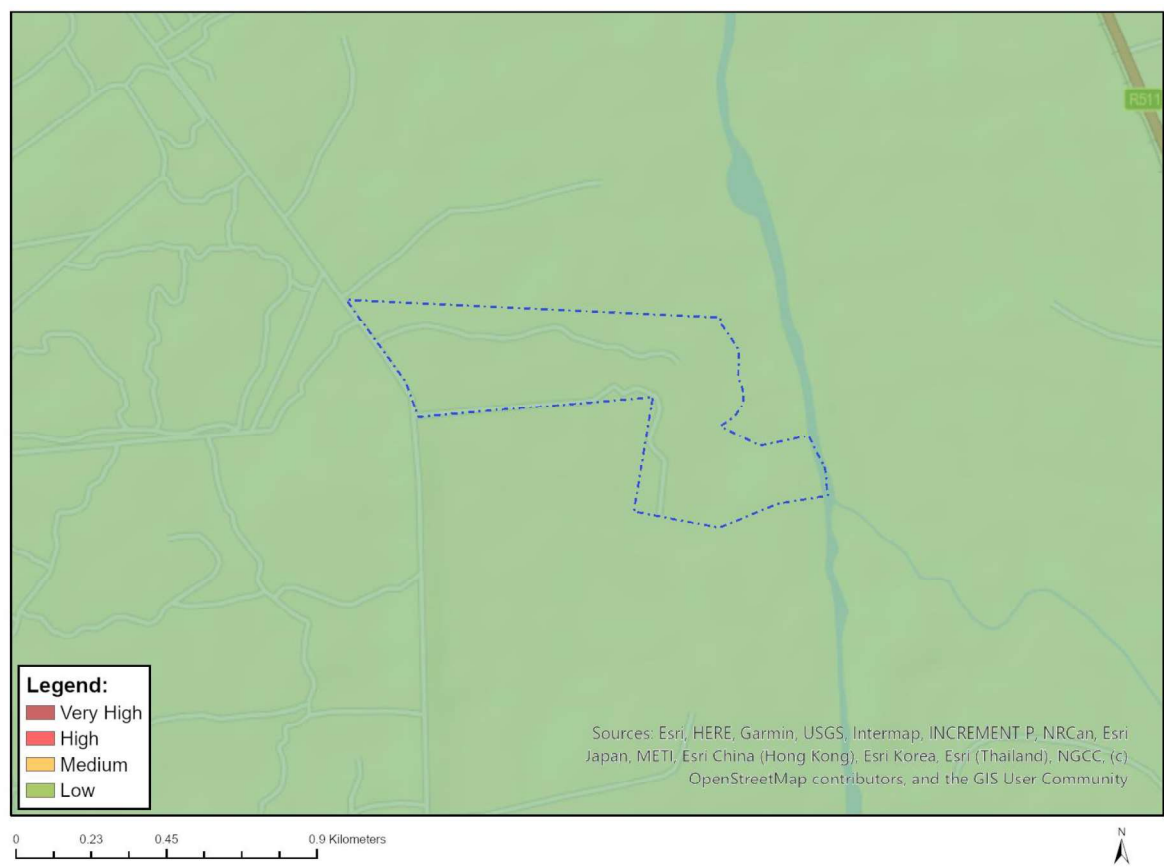 R511
Legend:
Very High
High
Medium
Low
Sources: Esri, HERE, Garmin, USGS, Intermap, INCREMENT P, NRCan, Esri
Japan, METI, Esri China (Hong Kong), Esri Korea, Esri (Thailand), NGCC, (c)
OpenStreetMap contributors, and the GIS User Community
0 0.23 0.45 0.9 Kilometers
N